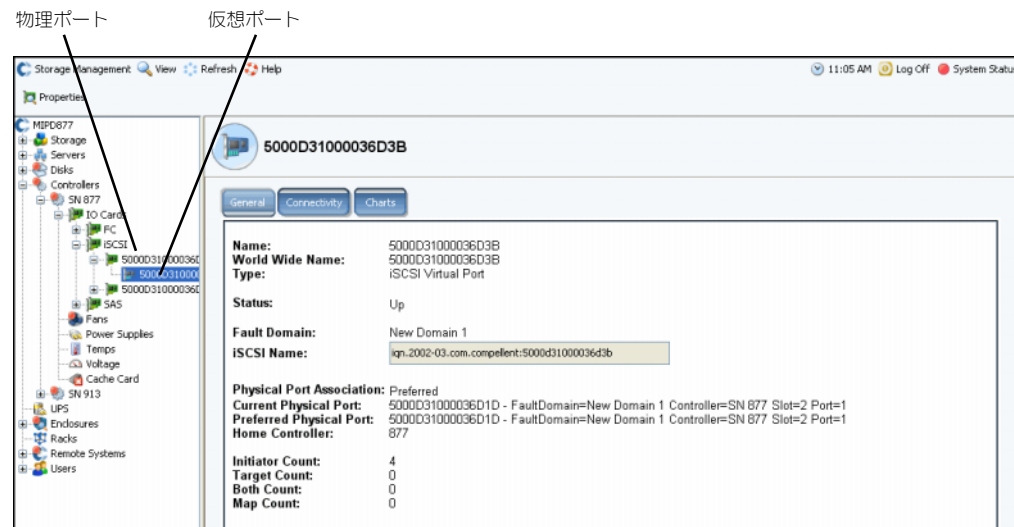 物理ポート 仮想ポート
Storage Management View Refresh Help 11:05 AM Log Off System Statu
Properties
MIPD877
Storage
Servers
Disks
Controllers
SN 877
IO Cards
FC
iSCSI
5000D31000036D
5000D31000
5000D31000036D
SAS
Fans
Power Supplies
Temps
Voltage
Cache Card
SN 913
UPS
Enclosures
Racks
Remote Systems
Users
5000D31000036D3B
General Connectivity Charts
Name: 5000D31000036D3B
World Wide Name: 5000D31000036D3B
Type: iSCSI Virtual Port
Status: Up
Fault Domain: New Domain 1
iSCSI Name: iqn.2002-03.com.compellent:5000d31000036d3b
Physical Port Association: Preferred
Current Physical Port: 5000D31000036D1D - FaultDomain=New Domain 1 Controller=SN 877 Slot=2 Port=1
Preferred Physical Port: 5000D31000036D1D - FaultDomain=New Domain 1 Controller=SN 877 Slot=2 Port=1
Home Controller: 877
Initiator Count: 4
Target Count: 0
Both Count: 0
Map Count: 0